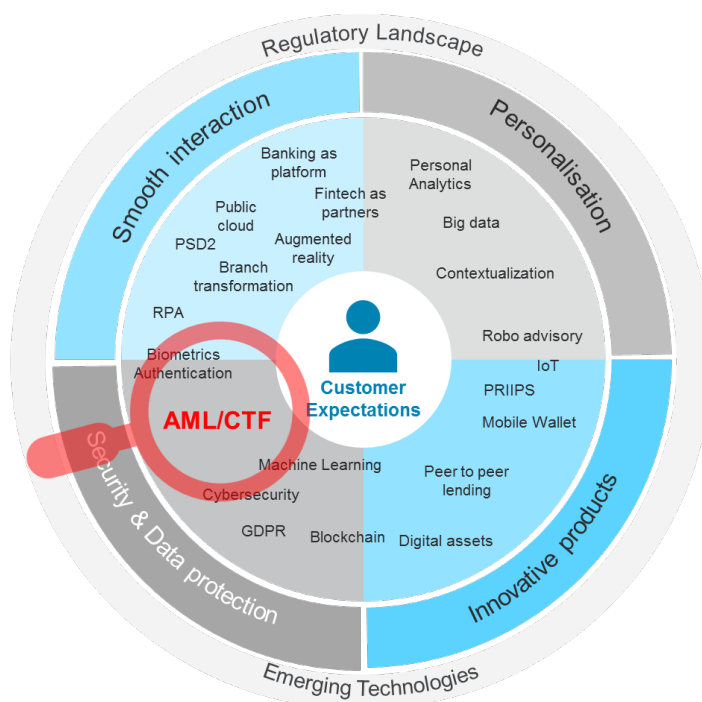 Regulatory Landscape
Smooth interaction
Personalisation
Banking as
platform
Fintech as
partners
Public
cloud
PSD2
Augmented
reality
Branch
transformation
RPA
Biometrics
Authentication
Personal
Analytics
Big data
Contextualization
Robo advisory
IoT
PRIIPS
Mobile Wallet
Peer to peer
lending
Digital assets
Customer
Expectations
AML/CTF
Machine Learning
Cybersecurity
GDPR
Blockchain
Security & Data protection
Innovative products
Emerging Technologies